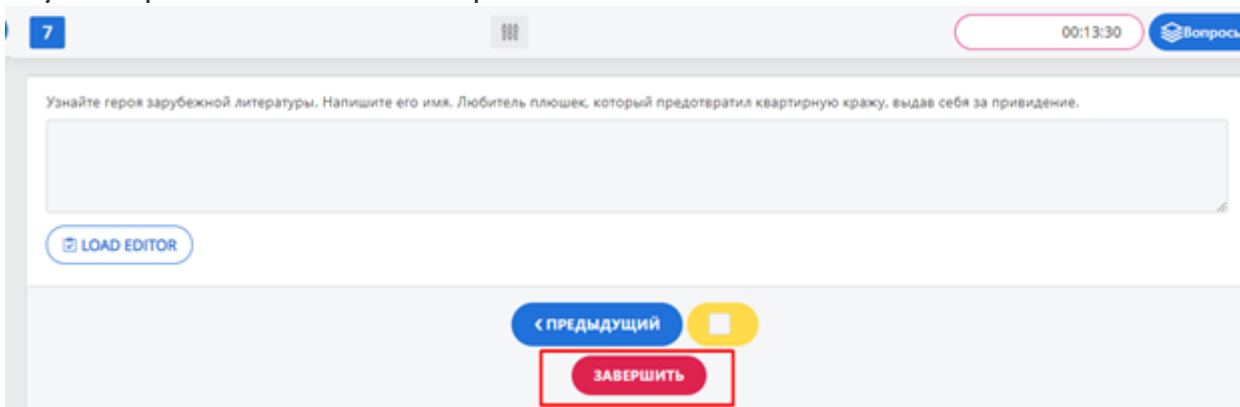 7
00:13:30
Вопросы
Узнайте героя зарубежной литературы. Напишите его имя. Любитель плюшек, который предотвратил квартирную кражу, выдав себя за привидение.
LOAD EDITOR
‹ ПРЕДЫДУЩИЙ
ЗАВЕРШИТЬ